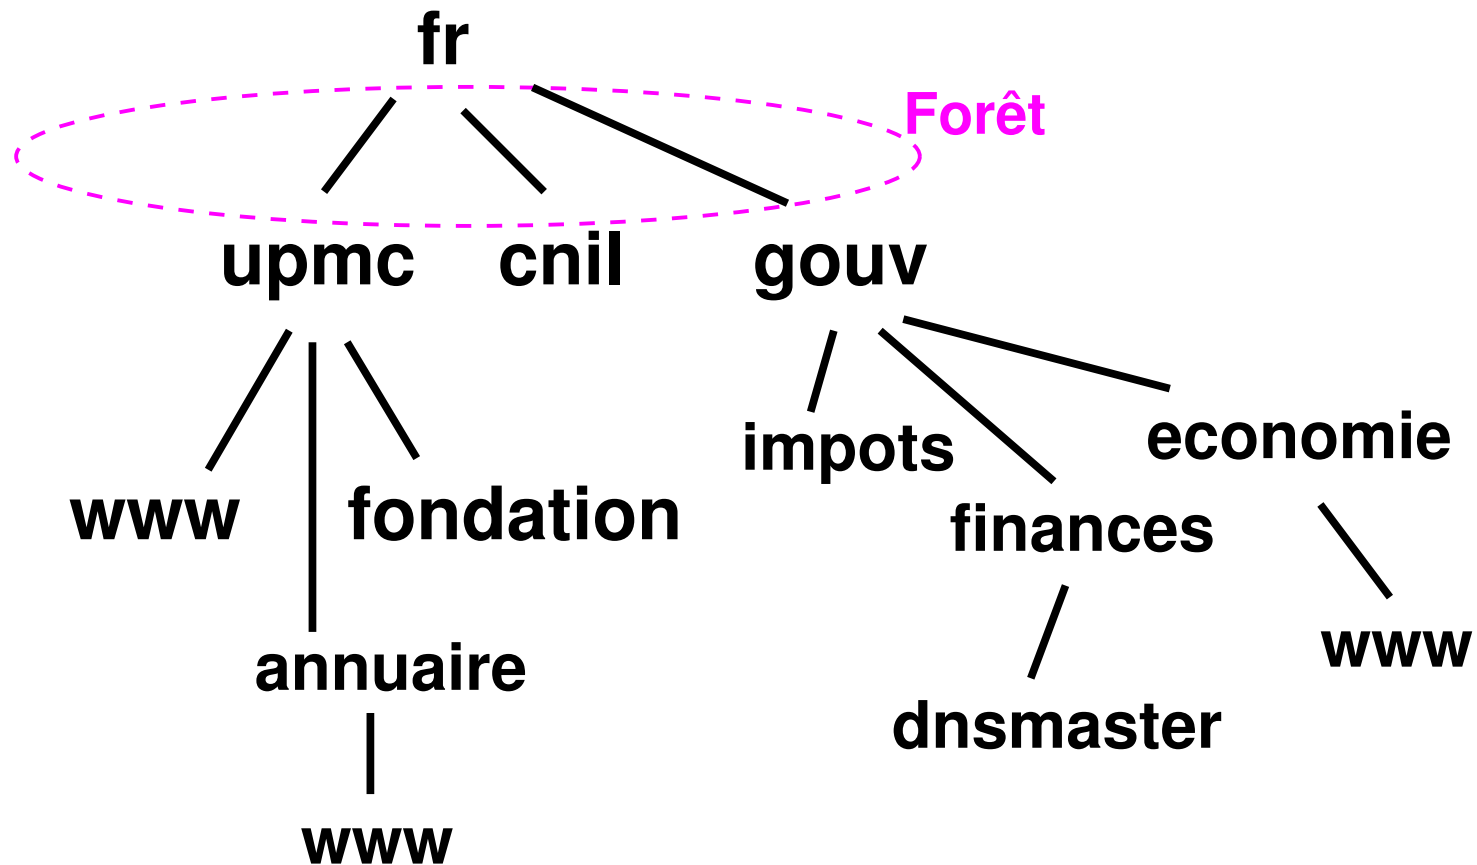 fr
Forêt
upmc cnil gouv
impots
economie
www
fondation
finances
annuaire
www
dnsmaster
www